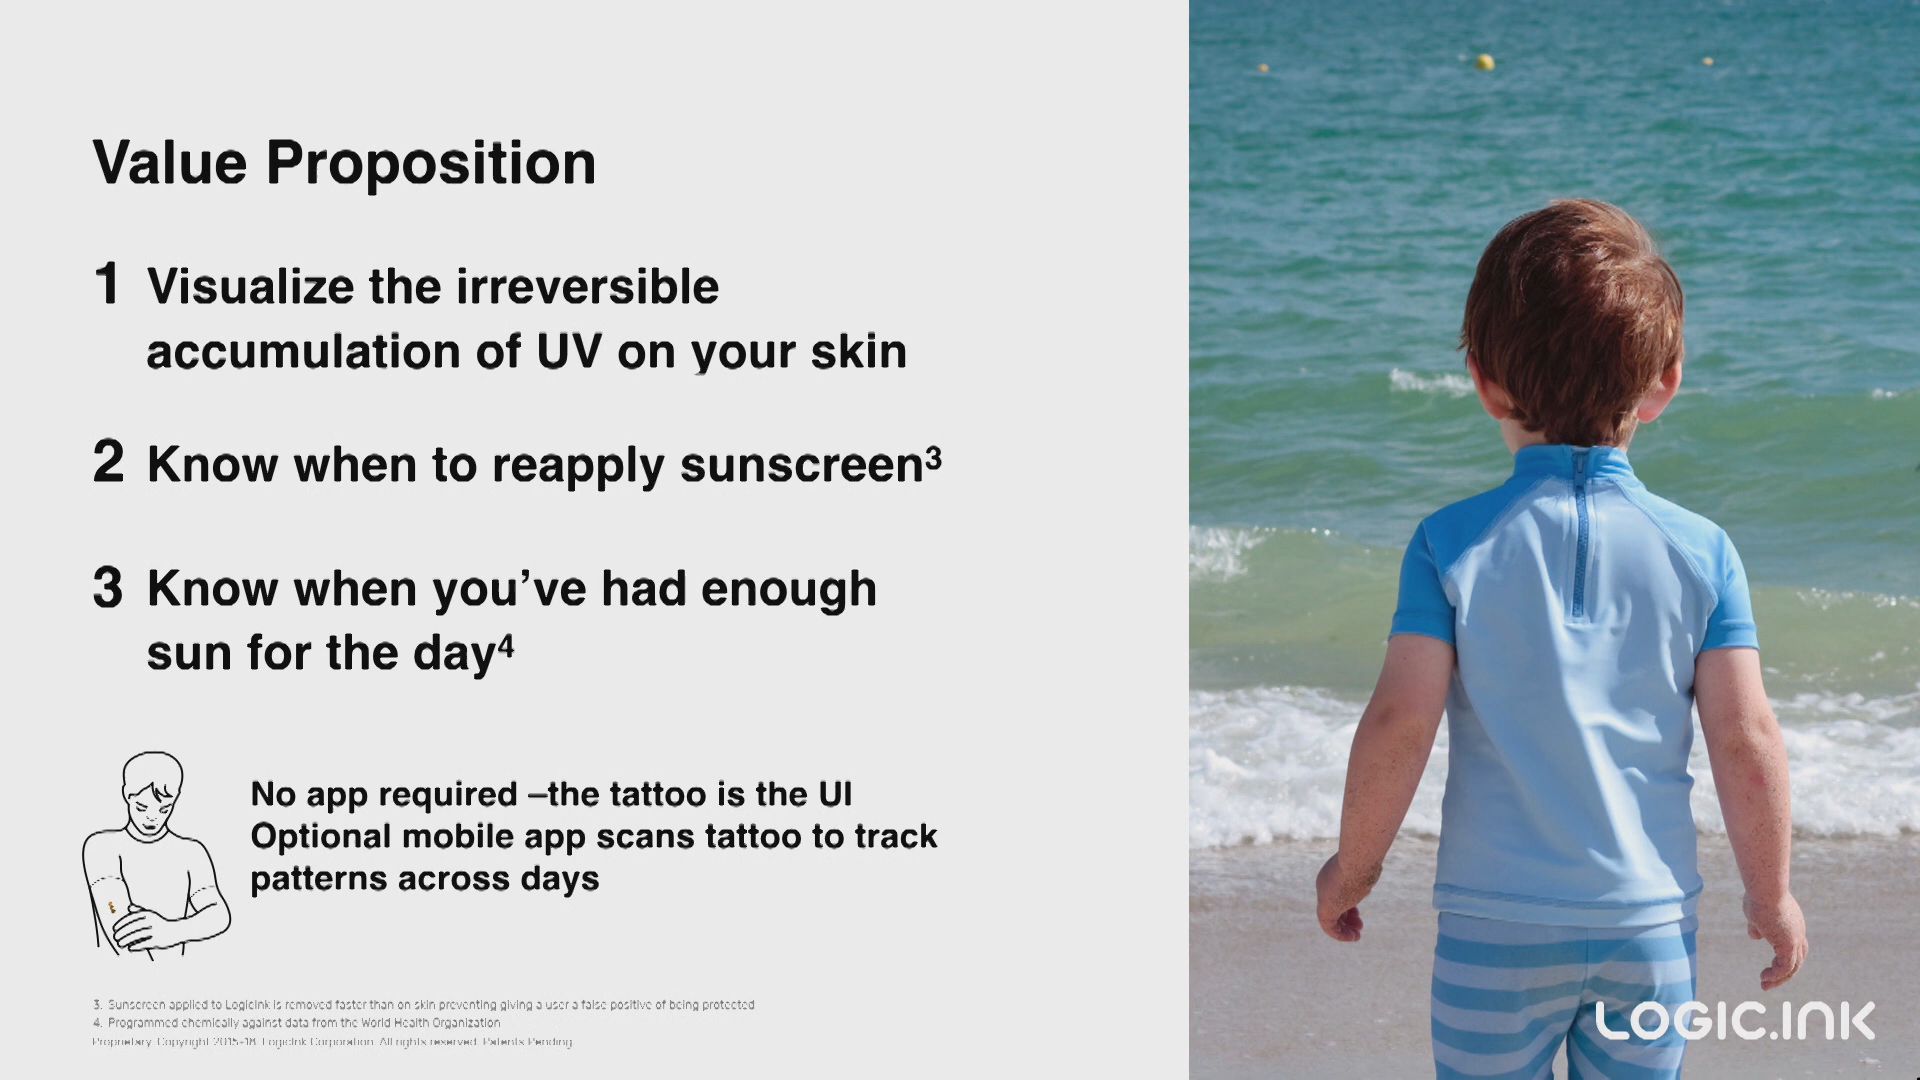 Value Proposition
1 Visualize the irreversible
accumulation of UV on your skin
2 Know when to reapply sunscreen³
3 Know when you’ve had enough
sun for the day⁴
No app required –the tattoo is the UI
Optional mobile app scans tattoo to track
patterns across days
3. Sunscreen applied to LogicInk is removed faster than on skin preventing giving a user a false positive of being protected
4. Programmed chemically against data from the World Health Organization
Proprietary. Copyright 2015-18. LogicInk Corporation. All rights reserved. Patents Pending.
LOGIC.INK